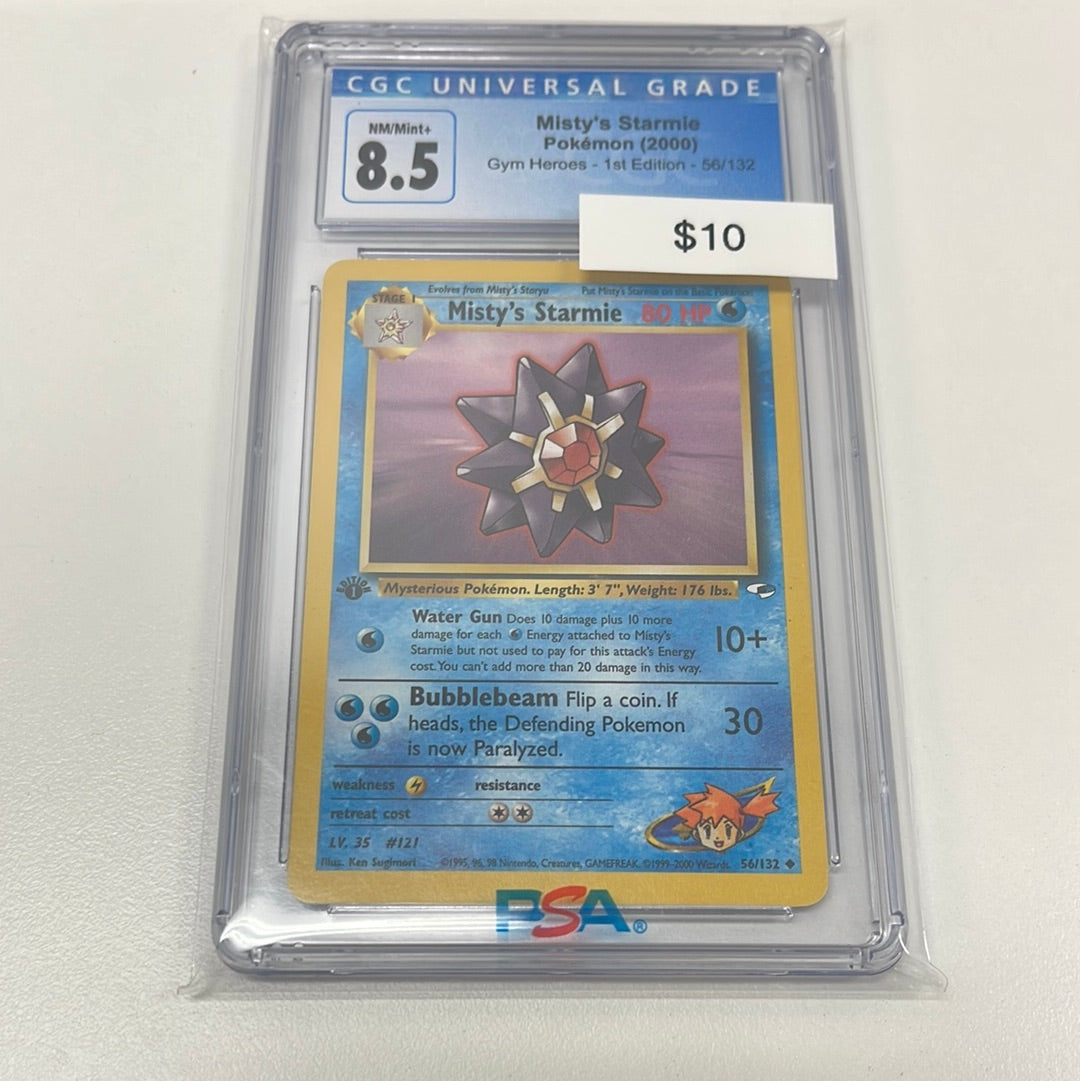 CGC UNIVERSAL GRADE
NM/Mint+
8.5
Misty's Starmie
Pokémon (2000)
Gym Heroes - 1st Edition - 56/132
$10
STAGE 1
Evolves from Misty's Staryu
Put Misty's Starmie on the Basic Pokémon
Misty's Starmie 80 HP
EDITION
1
Mysterious Pokémon. Length: 3' 7", Weight: 176 lbs.
Water Gun Does 10 damage plus 10 more
damage for each Energy attached to Misty's
Starmie but not used to pay for this attack's Energy
cost. You can't add more than 20 damage in this way.
10+
Bubblebeam Flip a coin. If
heads, the Defending Pokemon
is now Paralyzed.
30
weakness resistance
retreat cost
LV. 35 #121
Illus. Ken Sugimori ©1995, 96, 98 Nintendo, Creatures, GAMEFREAK. ©1999-2000 Wizards. 56/132
PSA®